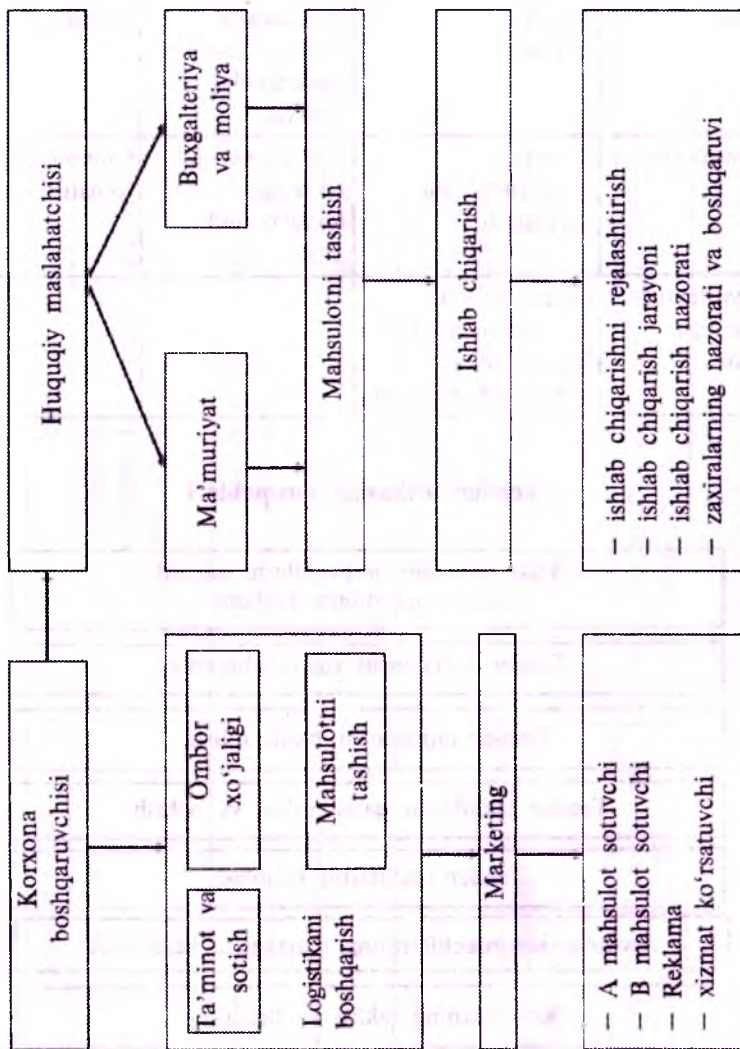 Korxona
boshqaruvchisi
Huquqiy maslahatchisi
Ta’minot va
sotish
Ombor
xo‘jaligi
Logistikani
boshqarish
Mahsulotni
tashish
Ma’muriyat
Buxgalteriya
va moliya
Mahsulotni tashish
Marketing
Ishlab chiqarish
– A mahsulot sotuvchi
– B mahsulot sotuvchi
– Reklama
– xizmat ko‘rsatuvchi
– ishlab chiqarishni rejalashtirish
– ishlab chiqarish jarayoni
– ishlab chiqarish nazorati
– zaxiralarning nazorati va boshqaruvi